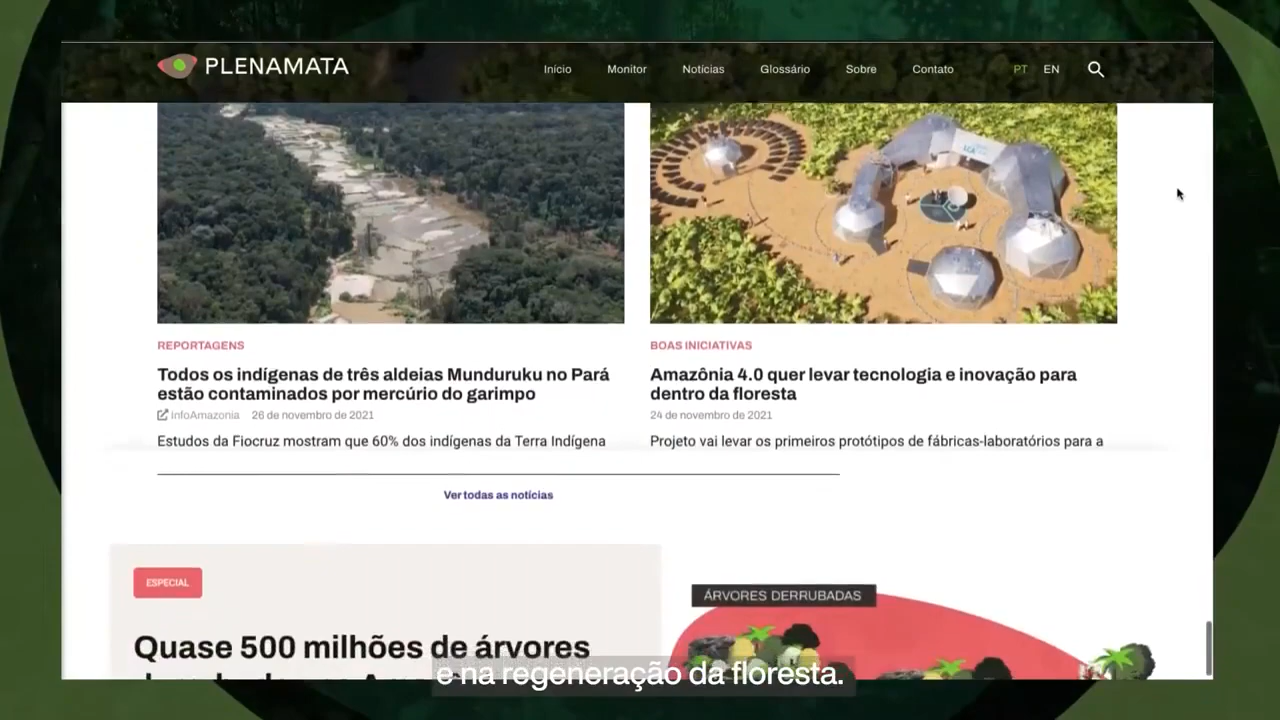 PLENAMATA
Início Monitor Notícias Glossário Sobre Contato PT EN
REPORTAGENS
Todos os indígenas de três aldeias Munduruku no Pará
estão contaminados por mercúrio do garimpo
InfoAmazonia 26 de novembro de 2021
Estudos da Fiocruz mostram que 60% dos indígenas da Terra Indígena
BOAS INICIATIVAS
Amazônia 4.0 quer levar tecnologia e inovação para
dentro da floresta
24 de novembro de 2021
Projeto vai levar os primeiros protótipos de fábricas-laboratórios para a
Ver todas as notícias
ESPECIAL
Quase 500 milhões de árvores
ÁRVORES DERRUBADAS
e na regeneração da floresta.